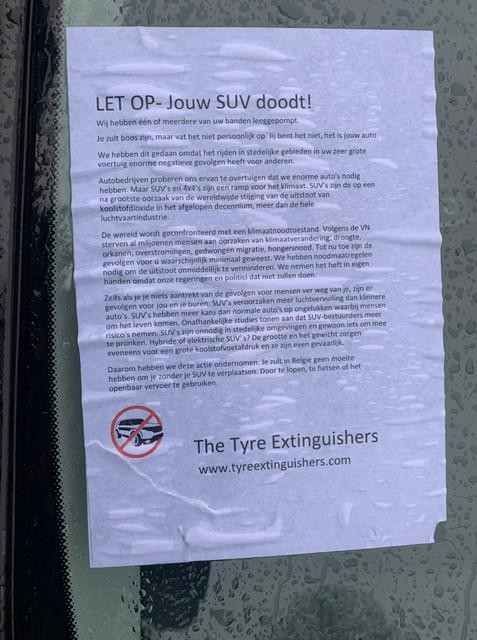 LET OP- Jouw SUV doodt!
Wij hebben één of meerdere van uw banden leeggepompt.
Je zult boos zijn, maar vat het niet persoonlijk op. Jij bent het niet, het is jouw auto
We hebben dit gedaan omdat het rijden in stedelijke gebieden in uw zeer grote
voertuig enorme negatieve gevolgen heeft voor anderen.
Autobedrijven proberen ons ervan te overtuigen dat we enorme auto's nodig
hebben. Maar SUV's en 4x4's zijn een ramp voor het klimaat. SUV's zijn de op een
na grootste oorzaak van de wereldwijde stijging van de uitstoot van
koolstofdioxide in het afgelopen decennium, meer dan de hele
luchtvaartindustrie.
De wereld wordt geconfronteerd met een klimaatnoodtoestand. Volgens de VN
sterven al miljoenen mensen aan oorzaken van klimaatverandering: droogte,
orkanen, overstromingen, gedwongen migratie, hongersnood. Tot nu toe zijn de
gevolgen voor u waarschijnlijk minimaal geweest. We hebben noodmaatregelen
nodig om de uitstoot onmiddellijk te verminderen. We nemen het heft in eigen
handen omdat onze regeringen en politici dat niet zullen doen.
Zelfs als je je niets aantrekt van de gevolgen voor mensen ver weg van je, zijn er
gevolgen voor jou en je buren. SUV's veroorzaken meer luchtvervuiling dan kleinere
auto's. SUV's hebben meer kans dan normale auto's op ongelukken waarbij mensen
om het leven komen. Onafhankelijke studies tonen aan dat SUV-bestuurders meer
risico's nemen. SUV's zijn onnodig in stedelijke omgevingen en gewoon iets om mee
te pronken. Hybride of elektrische SUV's? De grootte en het gewicht zorgen
eveneens voor een grote koolstofvoetafdruk en ze zijn even gevaarlijk.
Daarom hebben we deze actie ondernomen. Je zult in België geen moeite
hebben om je zonder je SUV te verplaatsen. Door te lopen, te fietsen of het
openbaar vervoer te gebruiken.
The Tyre Extinguishers
www.tyreextinguishers.com